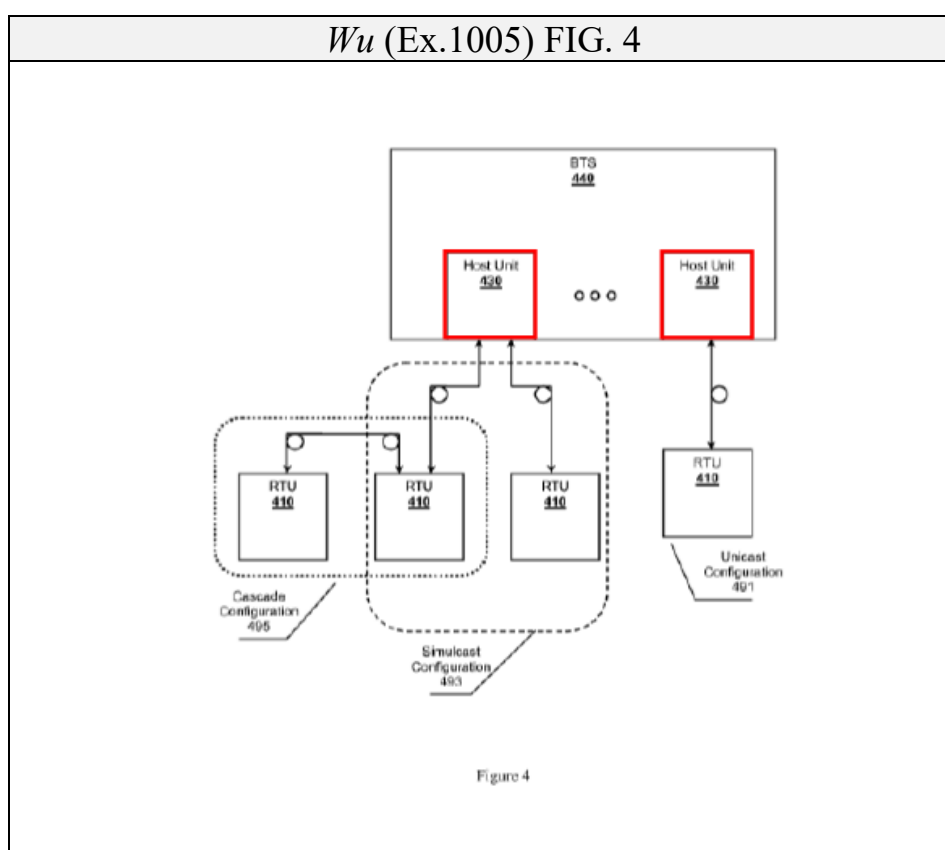 Wu (Ex.1005) FIG. 4
BTS
440
Host Unit
430
Host Unit
430
RTU
410
RTU
410
RTU
410
RTU
410
Unicast
Configuration
491
Cascade
Configuration
495
Simulcast
Configuration
493
Figure 4